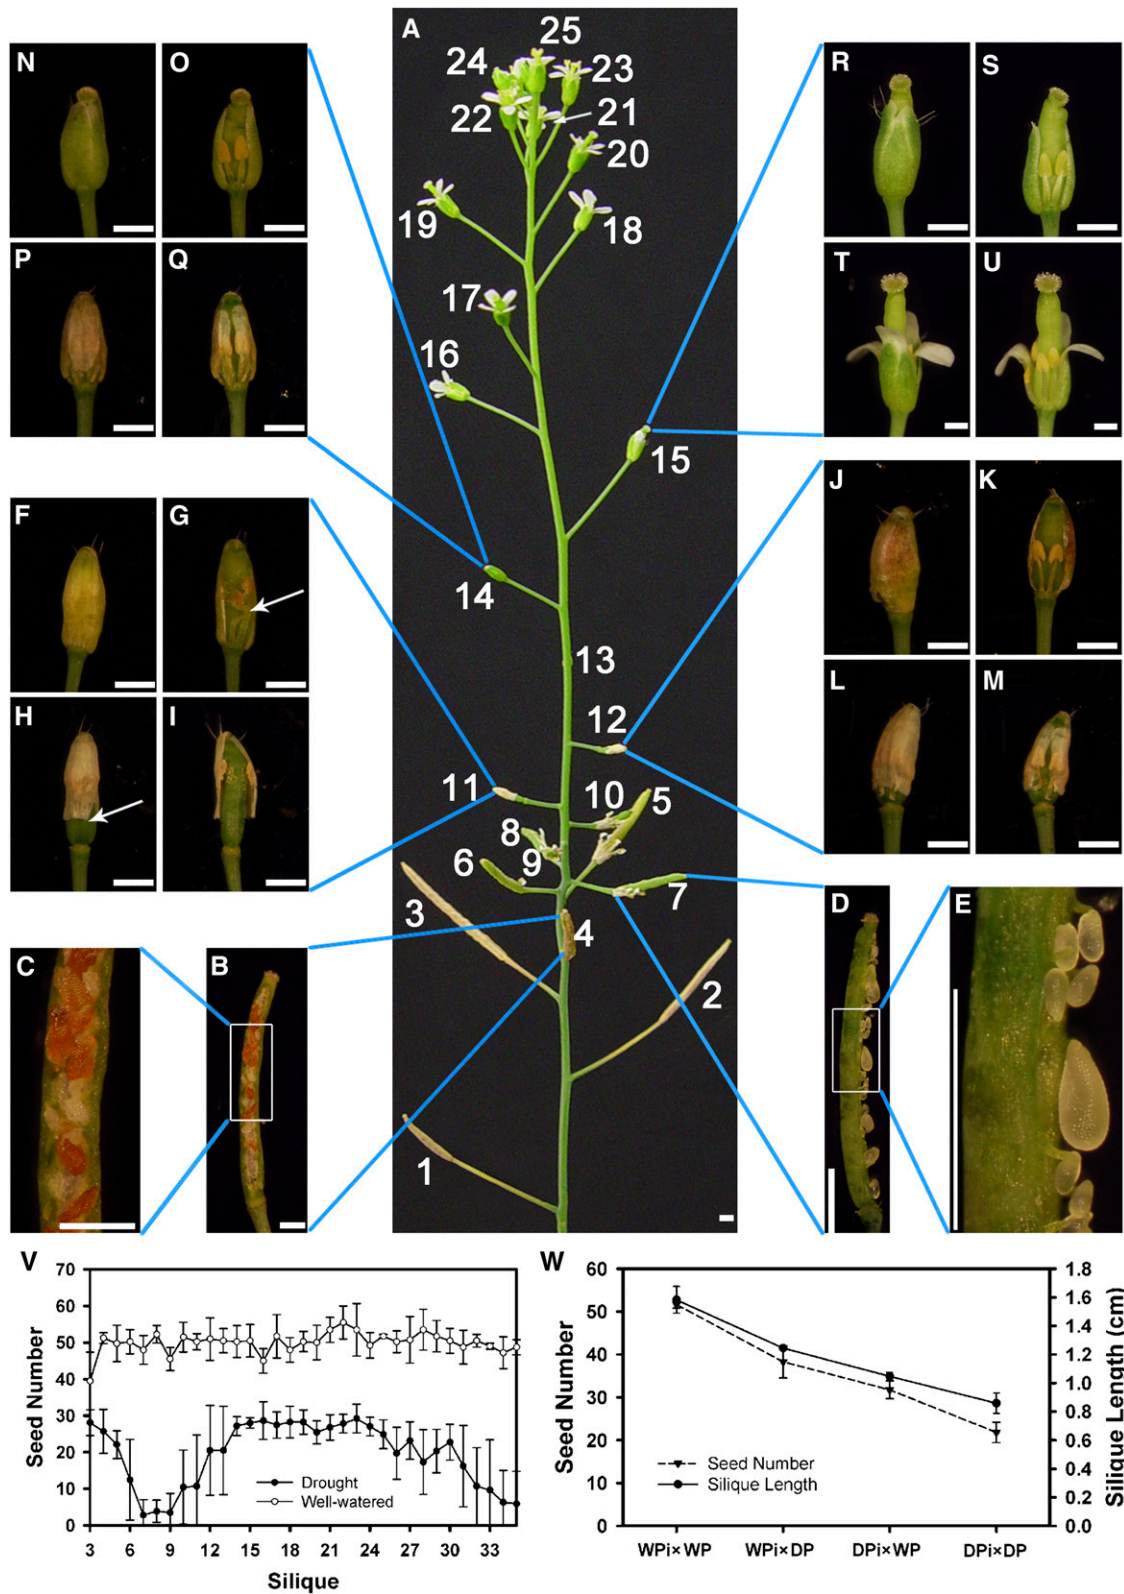 A
N
O
P
Q
R
S
T
U
25
24
23
22
21
20
19
18
17
16
15
14
13
12
11
10
5
8
9
6
7
3
4
2
1
F
G
H
I
J
K
L
M
C
B
D
E
V
70
60
50
40
30
20
10
0
Seed Number
Drought
Well-watered
3 6 9 12 15 18 21 24 27 30 33
Silique
W
60
50
40
30
20
10
0
Seed Number
Seed Number
Silique Length
1.8
1.6
1.4
1.2
1.0
0.8
0.6
0.4
0.2
0.0
Silique Length (cm)
WPi×WP WPi×DP DPi×WP DPi×DP